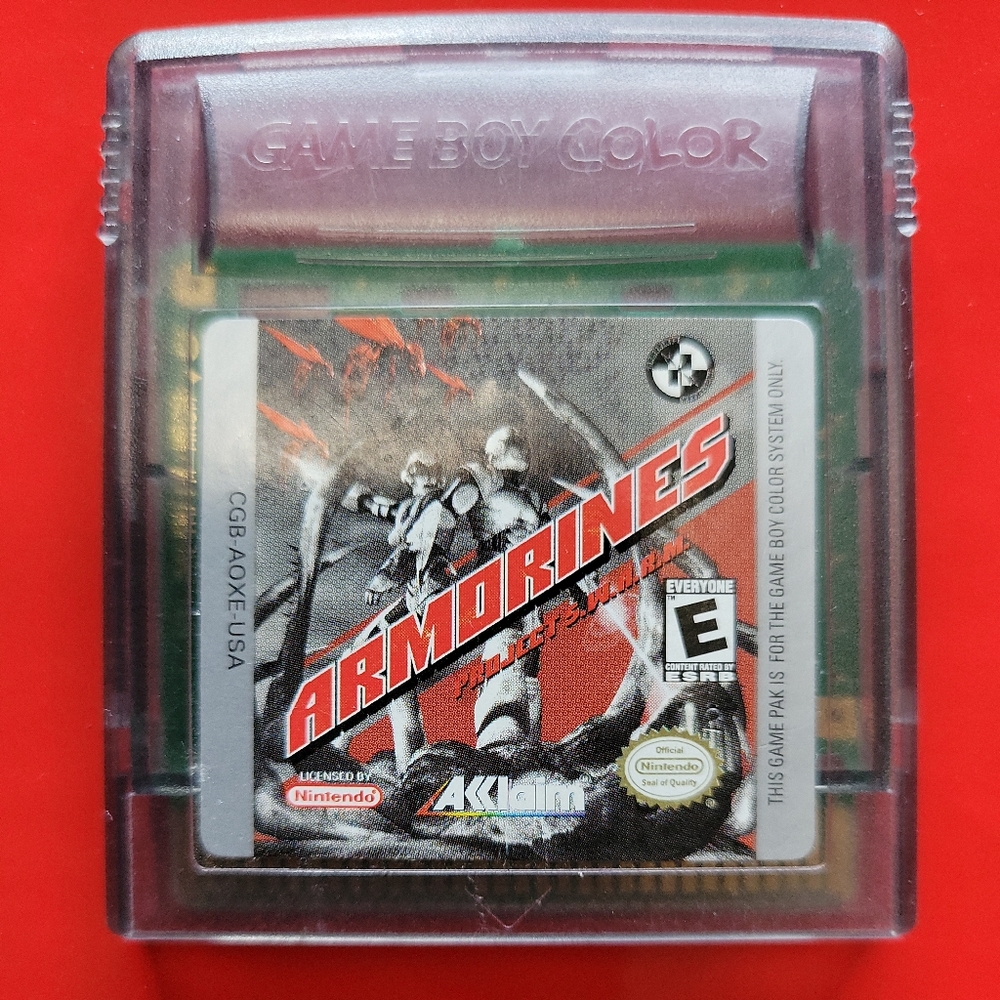 GAME BOY COLOR
CGB-AOXE-USA
ARMORINES
PROJECT S.W.A.R.M.
EVERYONE
™
E
CONTENT RATED BY
ESRB
LICENSED BY
Nintendo®
AKKlaim
Official
Nintendo
Seal of Quality
®
THIS GAME PAK IS FOR THE GAME BOY COLOR SYSTEM ONLY.